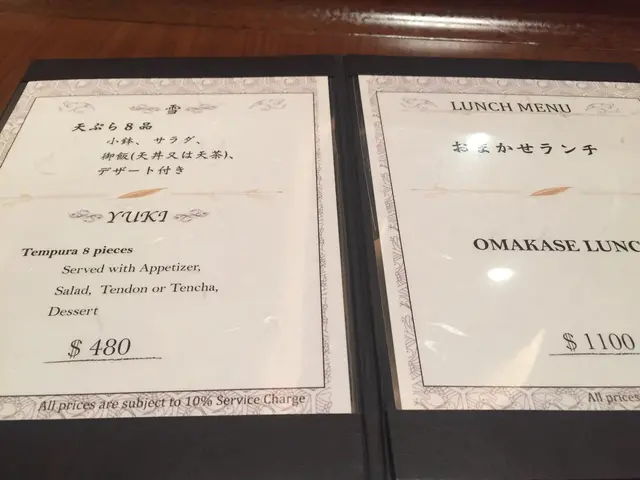 雪
天ぷら8品
小鉢、サラダ、
御飯(天丼又は天茶)、
デザート付き
YUKI
Tempura 8 pieces
Served with Appetizer,
Salad, Tendon or Tencha,
Dessert
$ 480
All prices are subject to 10% Service Charge
LUNCH MENU
おまかせランチ
OMAKASE LUNC
$ 1100
All prices